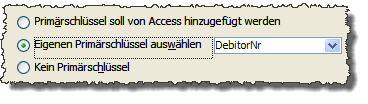 Primärschlüssel soll von Access hinzugefügt werden
Eigenen Primärschlüssel auswählen DebitorNr
Kein Primärschlüssel